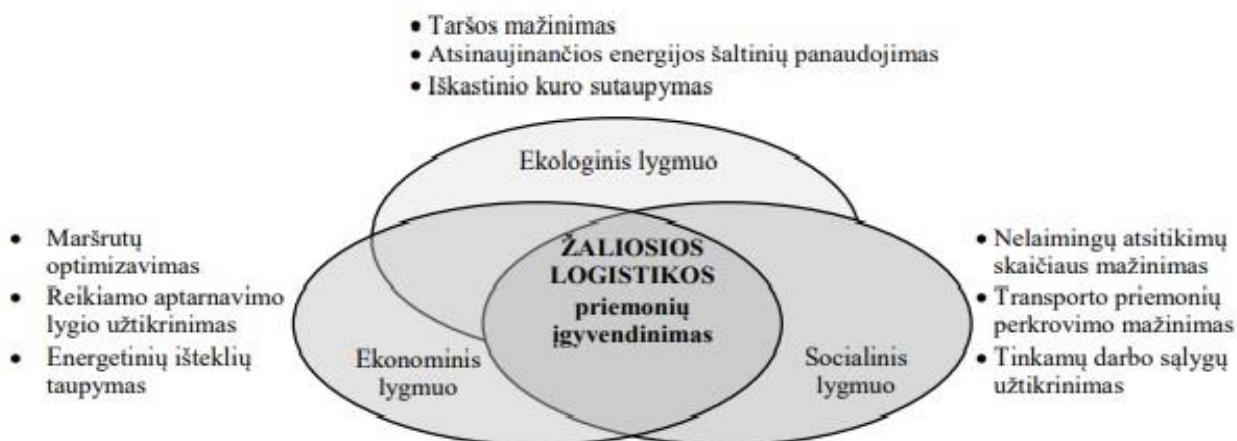 • Taršos mažinimas
• Atsinaujinančios energijos šaltinių panaudojimas
• Iškastinio kuro sutaupymas
Ekologinis lygmuo
• Maršrutų
optimizavimas
• Reikiamo aptarnavimo
lygio užtikrinimas
• Energetinių išteklių
taupymas
ŽALIOSIOS
LOGISTIKOS
priemonių
įgyvendinimas
Ekonominis
lygmuo
Socialinis
lygmuo
• Nelaimingų atsitikimų
skaičiaus mažinimas
• Transporto priemonių
perkrovimo mažinimas
• Tinkamų darbo sąlygų
užtikrinimas